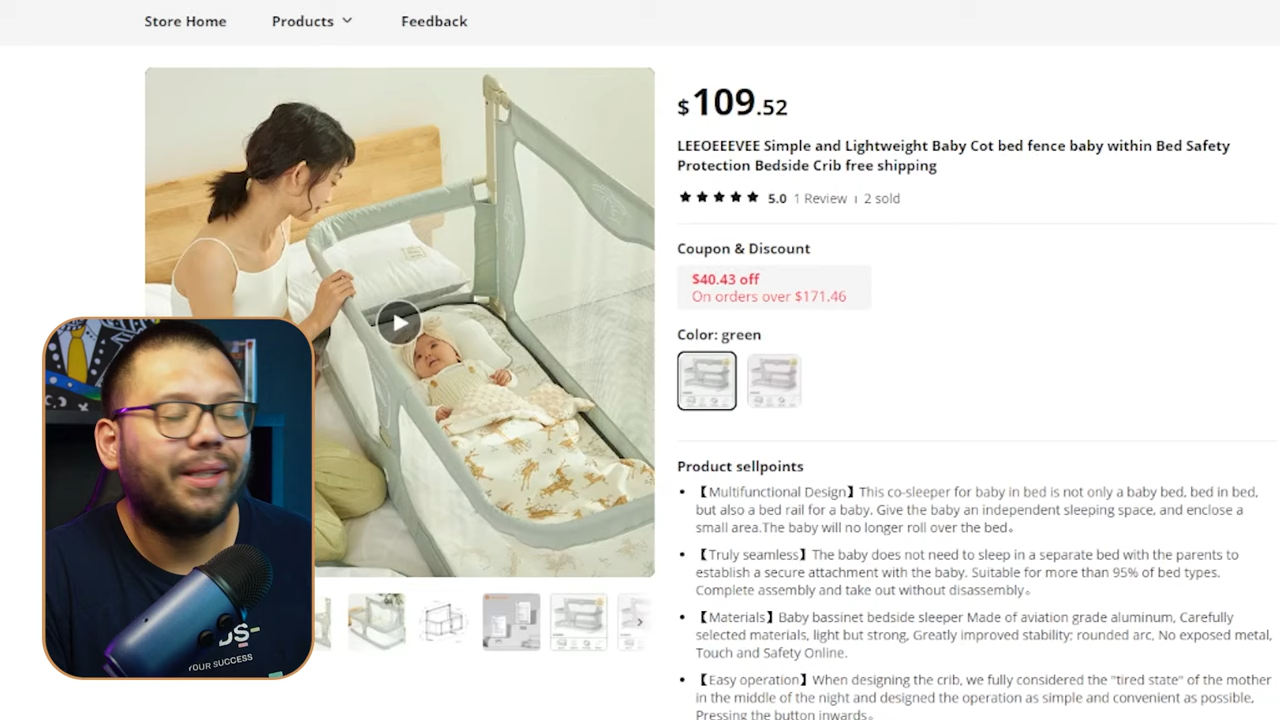 Store Home
Products
Feedback
$109.52
LEEOEEEVEE Simple and Lightweight Baby Cot bed fence baby within Bed Safety
Protection Bedside Crib free shipping
5.0 1 Review 2 sold
Coupon & Discount
$40.43 off
On orders over $171.46
Color: green
Product sellpoints
• 【Multifunctional Design】This co-sleeper for baby in bed is not only a baby bed, bed in bed,
but also a bed rail for a baby. Give the baby an independent sleeping space, and enclose a
small area.The baby will no longer roll over the bed。
• 【Truly seamless】The baby does not need to sleep in a separate bed with the parents to
establish a secure attachment with the baby. Suitable for more than 95% of bed types.
Complete assembly and take out without disassembly。
• 【Materials】Baby bassinet bedside sleeper Made of aviation grade aluminum, Carefully
selected materials, light but strong, Greatly improved stability; rounded arc, No exposed metal,
Touch and Safety Online.
• 【Easy operation】When designing the crib, we fully considered the "tired state" of the mother
in the middle of the night and designed the operation as simple and convenient as possible,
Pressing the button inwards。
DS-
YOUR SUCCESS